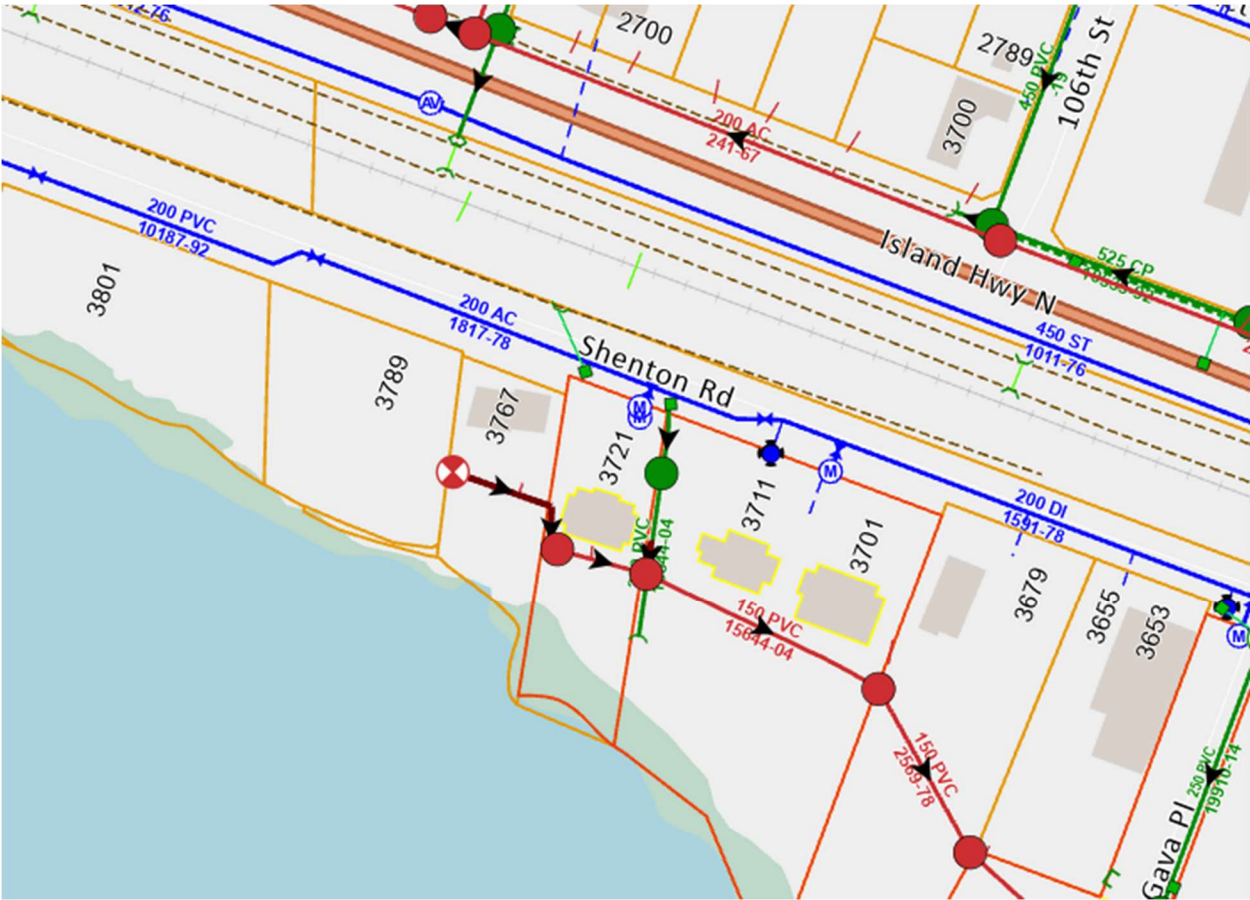 2700
2789
450 PVC
106th St
AV
200 AC
241-67
3700
200 PVC
10187-92
Island Hwy N
525 CP
3801
200 AC
1817-78
450 ST
1011-76
Shenton Rd
3789
3767
M
M
3721
3711
M
200 DI
1591-78
3701
3679
3655
3653
M
150 PVC
15644-04
150 PVC
2569-78
250 PVC
19910-14
Gava Pl